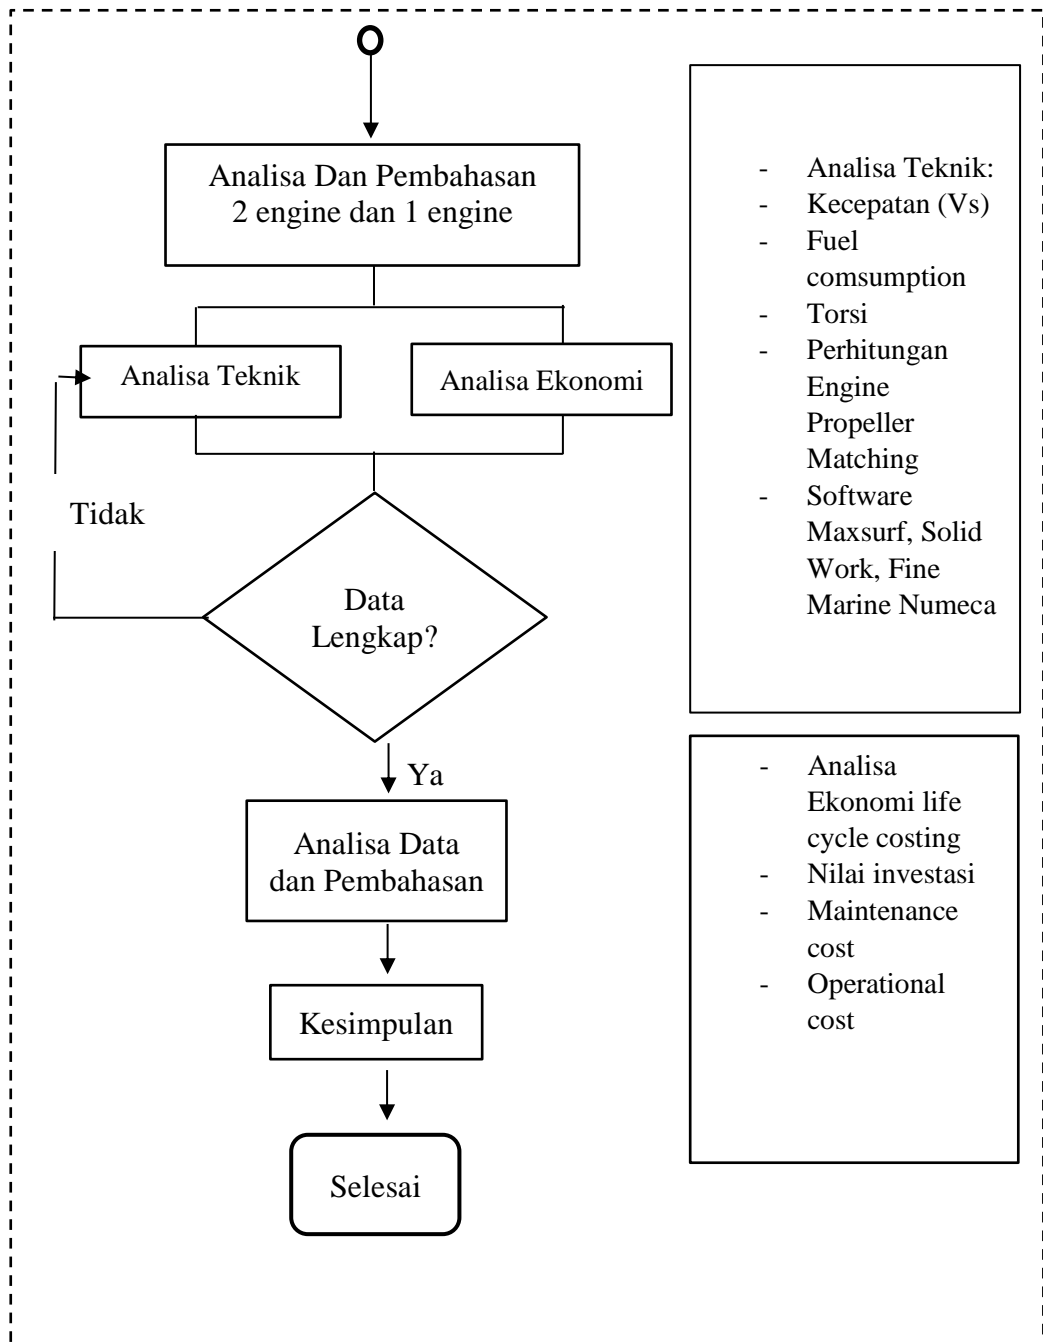 Analisa Dan Pembahasan
2 engine dan 1 engine
Analisa Teknik
Analisa Ekonomi
Tidak
Data
Lengkap?
Ya
Analisa Data
dan Pembahasan
Kesimpulan
Selesai
- Analisa Teknik:
- Kecepatan (Vs)
- Fuel
comsumption
- Torsi
- Perhitungan
Engine
Propeller
Matching
- Software
Maxsurf, Solid
Work, Fine
Marine Numeca
- Analisa
Ekonomi life
cycle costing
- Nilai investasi
- Maintenance
cost
- Operational
cost